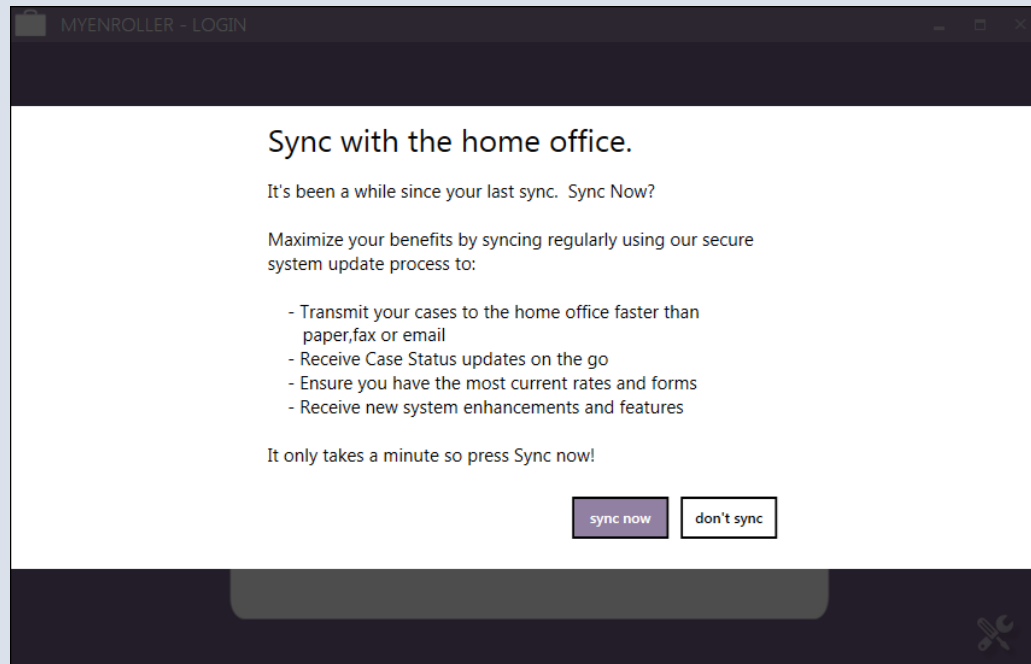 MYENROLLER - LOGIN
Sync with the home office.
It's been a while since your last sync.  Sync Now?
Maximize your benefits by syncing regularly using our secure
system update process to:
- Transmit your cases to the home office faster than
paper,fax or email
- Receive Case Status updates on the go
- Ensure you have the most current rates and forms
- Receive new system enhancements and features
It only takes a minute so press Sync now!
sync now
don't sync